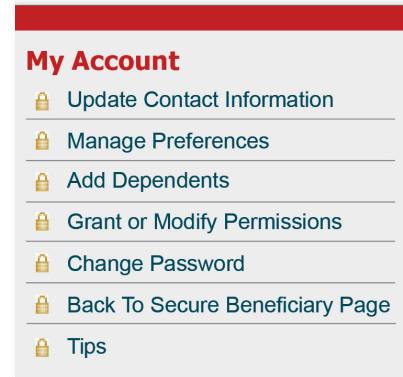 My Account
Update Contact Information
Manage Preferences
Add Dependents
Grant or Modify Permissions
Change Password
Back To Secure Beneficiary Page
Tips